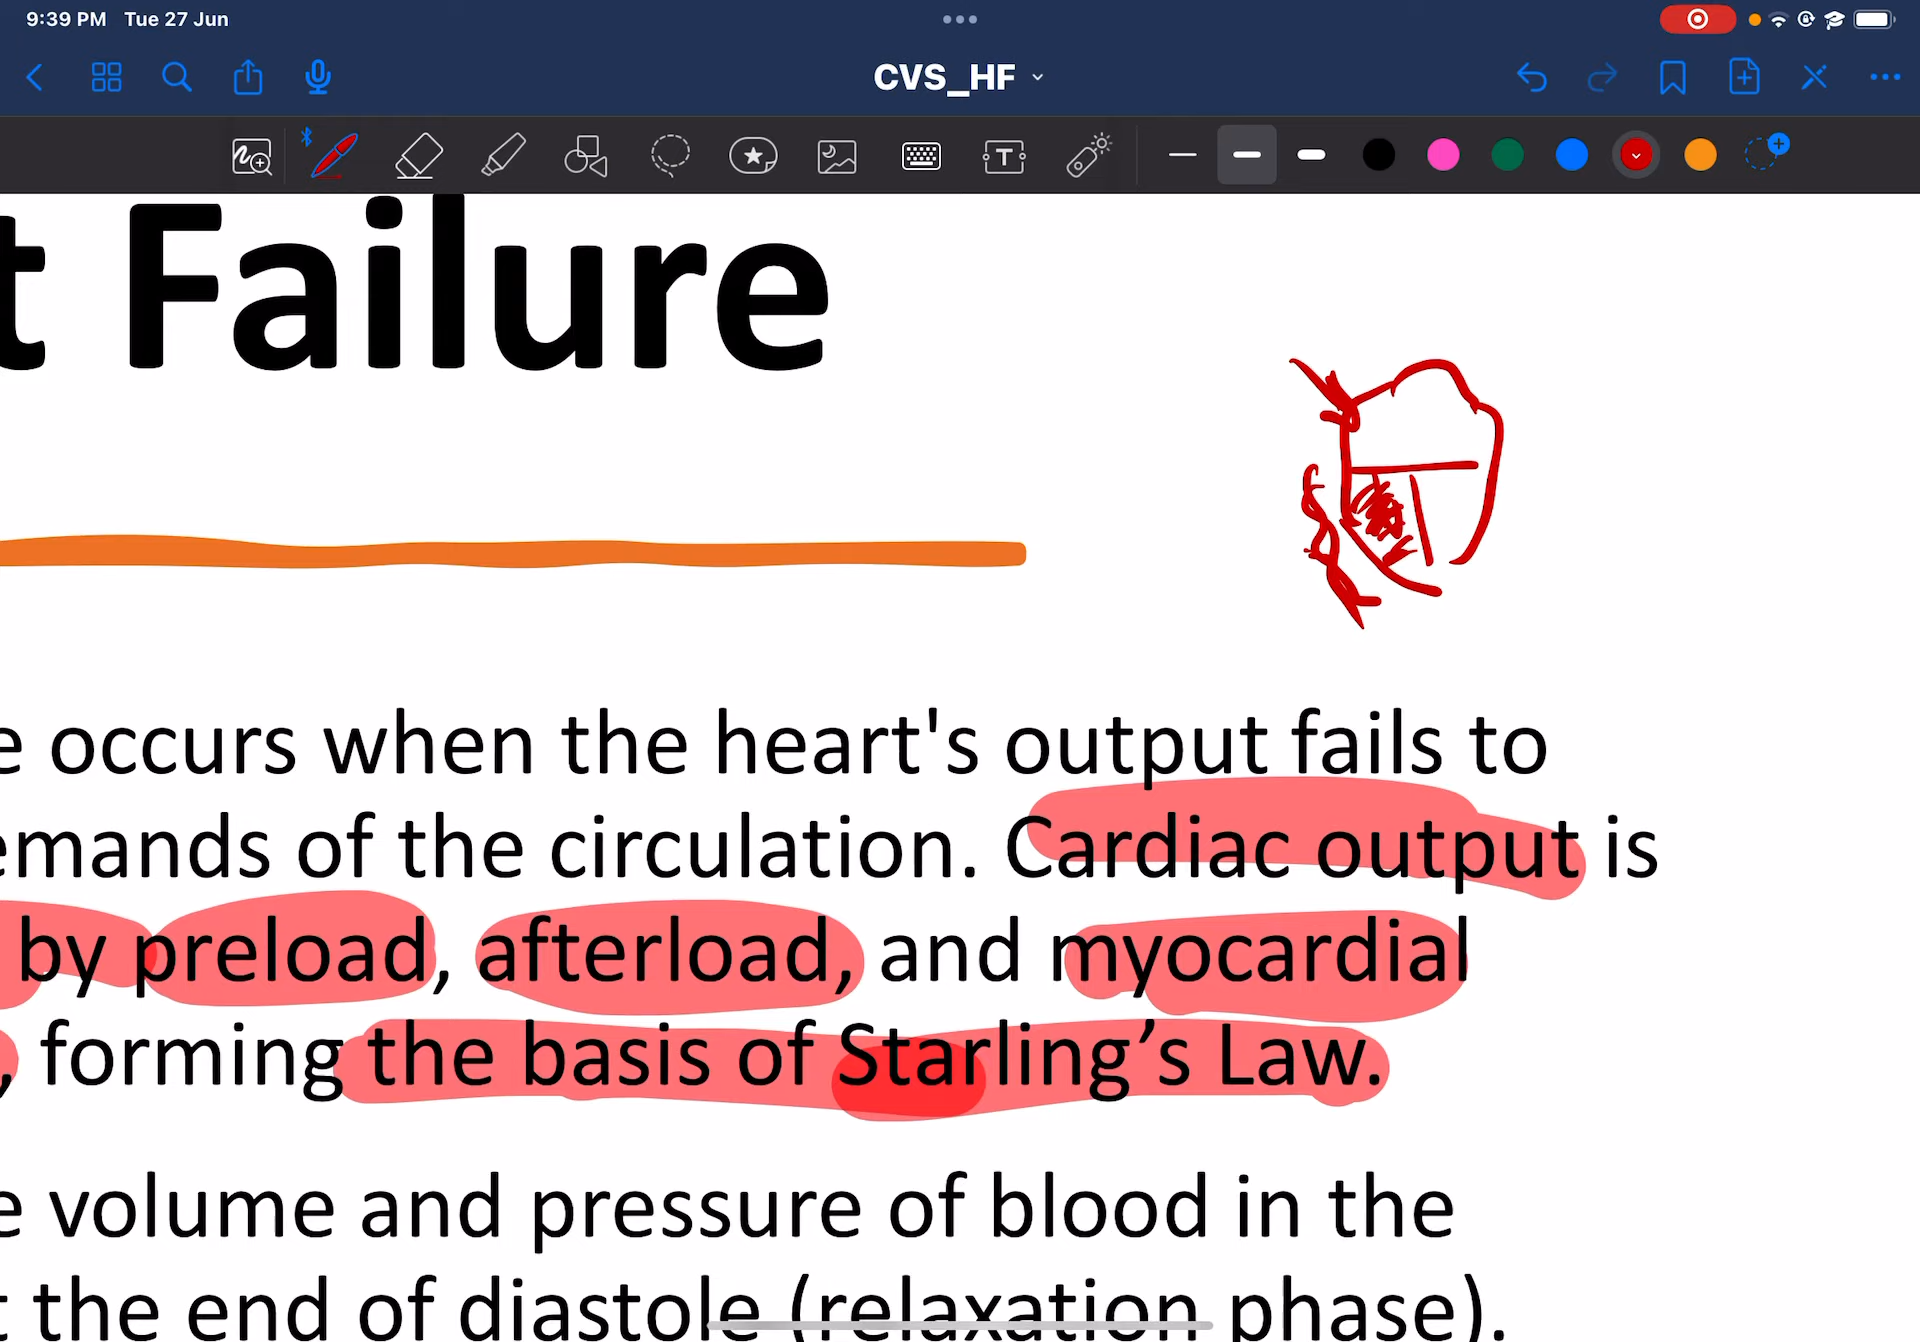 9:39 PM Tue 27 Jun
CVS_HF
t Failure
e occurs when the heart's output fails to
emands of the circulation. Cardiac output is
by preload, afterload, and myocardial
, forming the basis of Starling’s Law.
e volume and pressure of blood in the
t the end of diastole (relaxation phase).